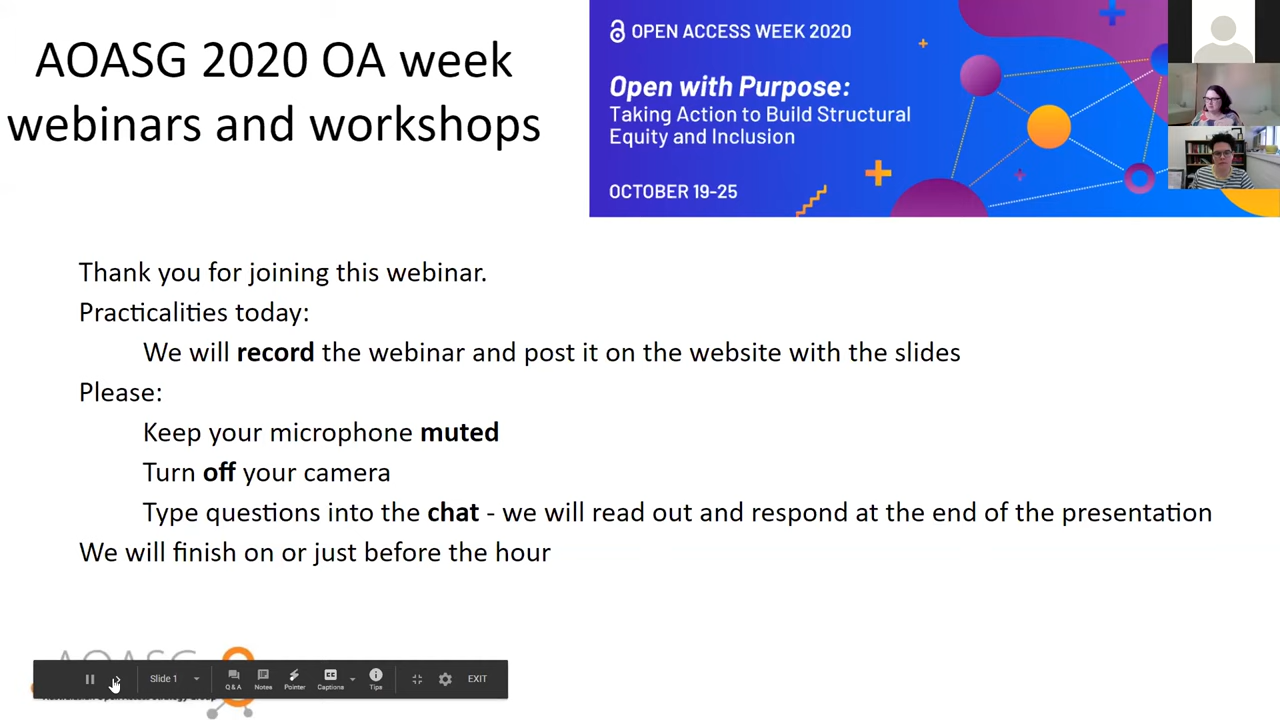 AOASG 2020 OA week
webinars and workshops
OPEN ACCESS WEEK 2020
Open with Purpose:
Taking Action to Build Structural
Equity and Inclusion
OCTOBER 19-25
Thank you for joining this webinar.
Practicalities today:
We will record the webinar and post it on the website with the slides
Please:
Keep your microphone muted
Turn off your camera
Type questions into the chat - we will read out and respond at the end of the presentation
We will finish on or just before the hour
AOASG
Slide 1
Q&A
Notes
Pointer
CC
Captions
Tips
EXIT